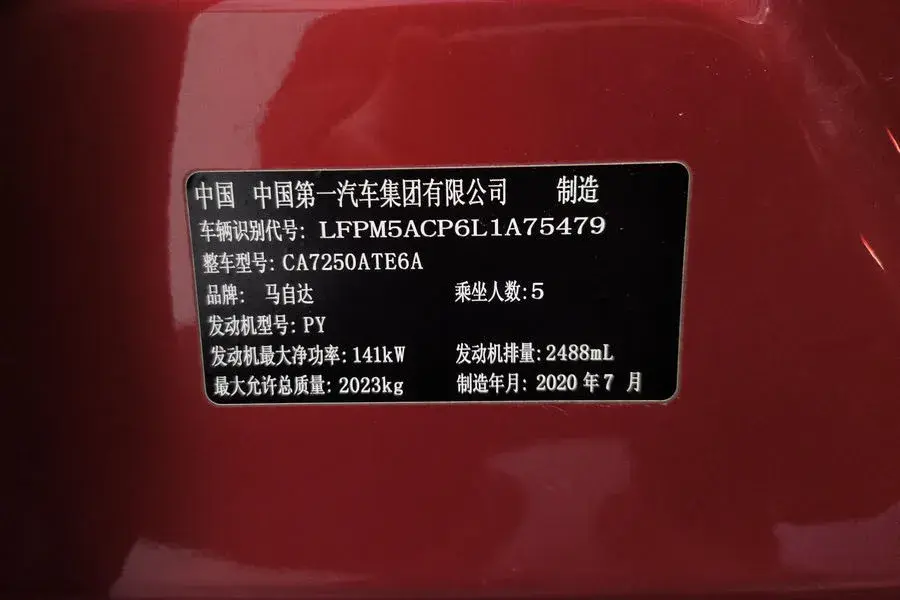 中国 中国第一汽车集团有限公司 制造
车辆识别代号: LFPM5ACP6L1A75479
整车型号: CA7250ATE6A
品牌: 马自达 乘坐人数: 5
发动机型号: PY
发动机最大净功率: 141kW 发动机排量: 2488mL
最大允许总质量: 2023kg 制造年月: 2020 年 7 月